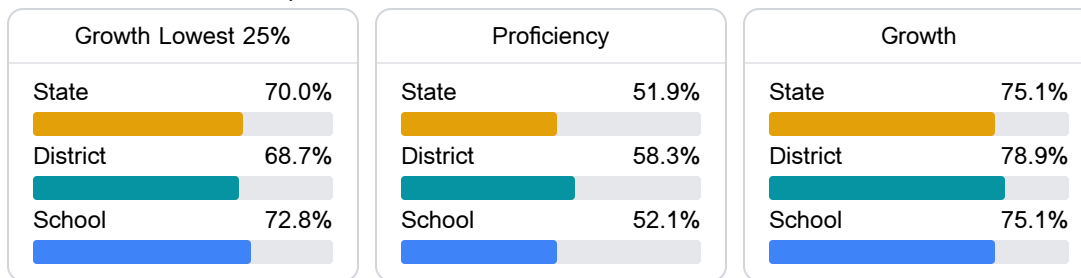 Growth Lowest 25%
State 70.0%
District 68.7%
School 72.8%
Proficiency
State 51.9%
District 58.3%
School 52.1%
Growth
State 75.1%
District 78.9%
School 75.1%